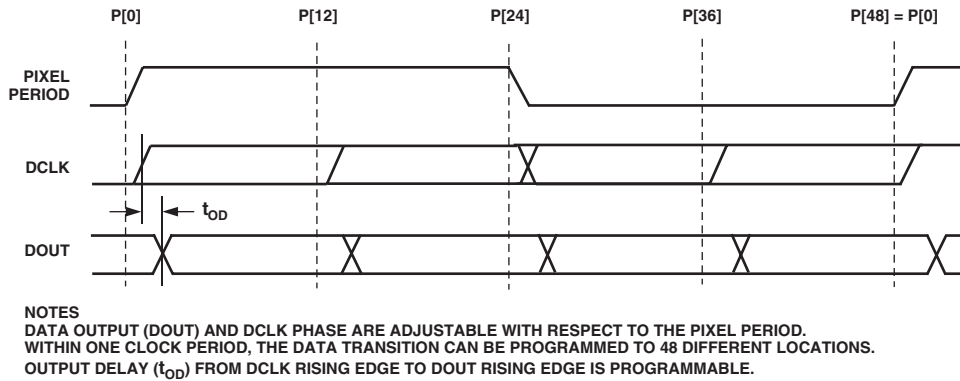 P[0] P[12] P[24] P[36] P[48] = P[0]
PIXEL
PERIOD
DCLK
tOD
DOUT
NOTES
DATA OUTPUT (DOUT) AND DCLK PHASE ARE ADJUSTABLE WITH RESPECT TO THE PIXEL PERIOD.
WITHIN ONE CLOCK PERIOD, THE DATA TRANSITION CAN BE PROGRAMMED TO 48 DIFFERENT LOCATIONS.
OUTPUT DELAY (tOD) FROM DCLK RISING EDGE TO DOUT RISING EDGE IS PROGRAMMABLE.